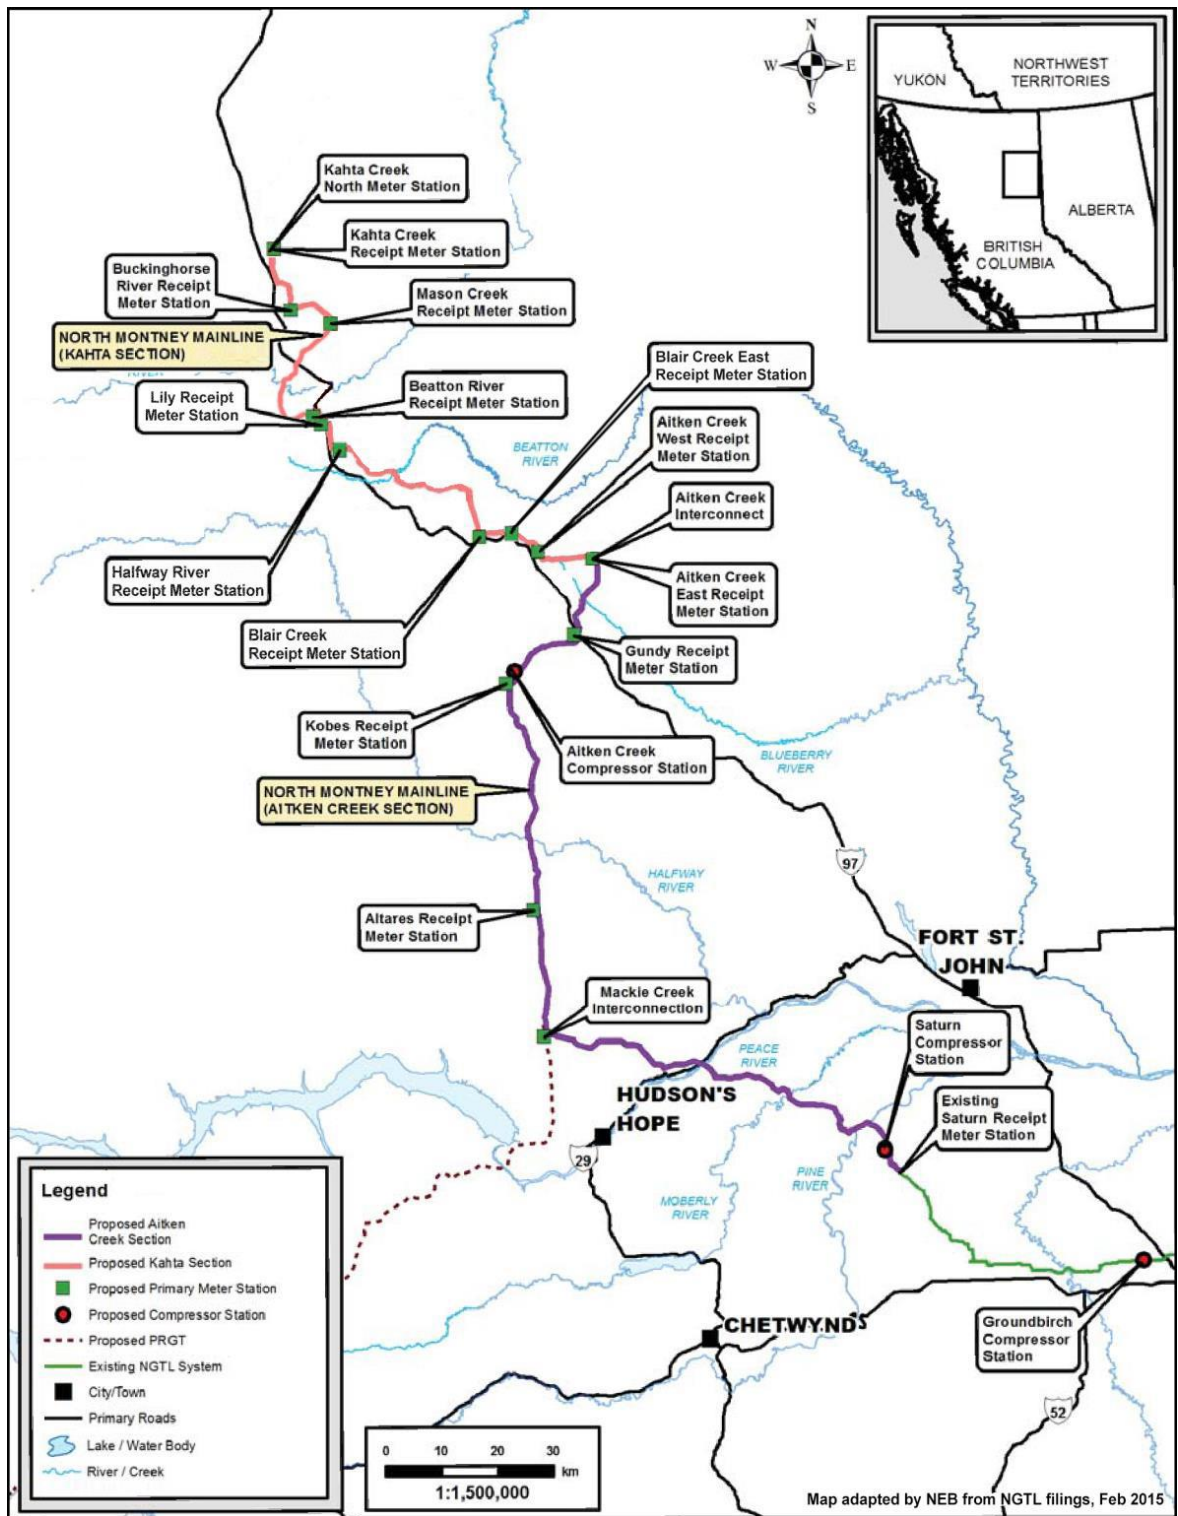 N
W E
S
YUKON
NORTHWEST
TERRITORIES
ALBERTA
BRITISH
COLUMBIA
Kahta Creek
North Meter Station
Kahta Creek
Receipt Meter Station
Buckinghorse
River Receipt
Meter Station
Mason Creek
Receipt Meter Station
NORTH MONTNEY MAINLINE
(KAHTA SECTION)
RIVER
Blair Creek East
Receipt Meter Station
Lily Receipt
Meter Station
Beatton River
Receipt Meter Station
Aitken Creek
West Receipt
Meter Station
BEATTON
RIVER
Aitken Creek
Interconnect
Halfway River
Receipt Meter Station
Aitken Creek
East Receipt
Meter Station
Blair Creek
Receipt Meter Station
Gundy Receipt
Meter Station
Kobes Receipt
Meter Station
Aitken Creek
Compressor Station
BLUEBERRY
RIVER
NORTH MONTNEY MAINLINE
(AITKEN CREEK SECTION)
97
HALFWAY
RIVER
Altares Receipt
Meter Station
FORT ST.
JOHN
Mackie Creek
Interconnection
Saturn
Compressor
Station
PEACE
RIVER
HUDSON'S
HOPE
Existing
Saturn Receipt
Meter Station
29
PINE
RIVER
MOBERLY
RIVER
CHETWYND
Groundbirch
Compressor
Station
52
Legend
Proposed Aitken
Creek Section
Proposed Kahta Section
Proposed Primary Meter Station
Proposed Compressor Station
Proposed PRGT
Existing NGTL System
City/Town
Primary Roads
Lake / Water Body
River / Creek
0 10 20 30
km
1:1,500,000
Map adapted by NEB from NGTL filings, Feb 2015